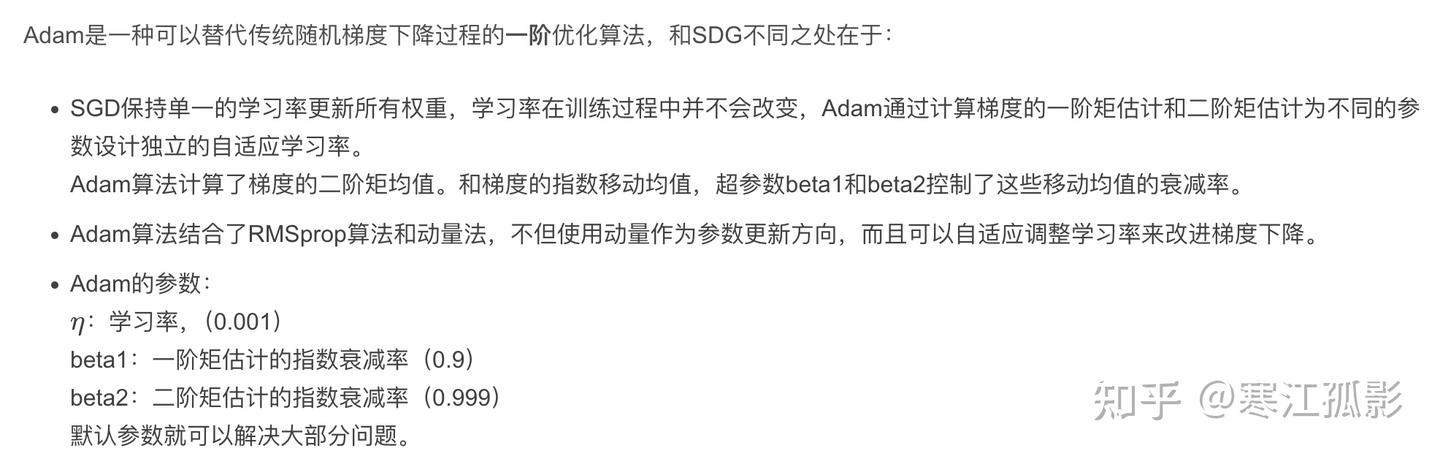 Adam是一种可以替代传统随机梯度下降过程的一阶优化算法，和SDG不同之处在于：
SGD保持单一的学习率更新所有权重，学习率在训练过程中并不会改变，Adam通过计算梯度的一阶矩估计和二阶矩估计为不同的参
数设计独立的自适应学习率。
Adam算法计算了梯度的二阶矩均值。和梯度的指数移动均值，超参数beta1和beta2控制了这些移动均值的衰减率。
Adam算法结合了RMSprop算法和动量法，不但使用动量作为参数更新方向，而且可以自适应调整学习率来改进梯度下降。
Adam的参数：
η：学习率，（0.001）
beta1：一阶矩估计的指数衰减率（0.9）
beta2：二阶矩估计的指数衰减率（0.999）
默认参数就可以解决大部分问题。
知乎 @寒江孤影